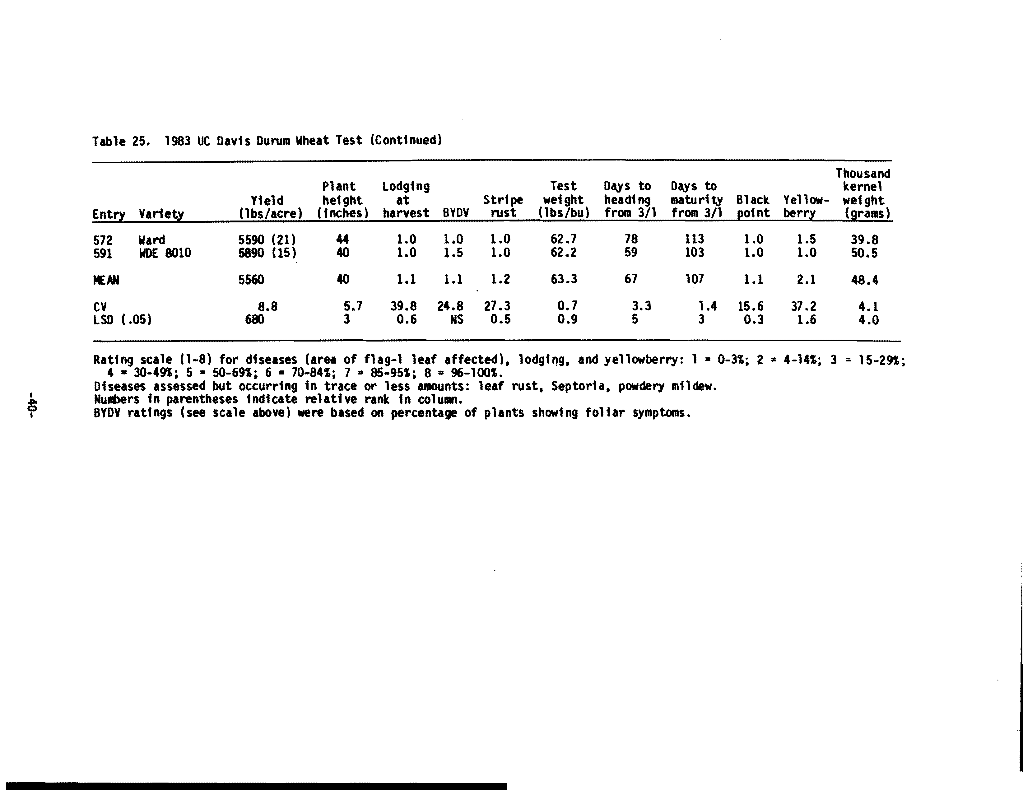 Table 25. 1983 UC Davis Durum Wheat Test (Continued)
Thousand
Plant Lodging Test Days to Days to kernel
Yield height at Stripe weight heading maturity Black Yellow- weight
Entry Variety (lbs/acre) (inches) harvest BYDV rust (lbs/bu) from 3/1 from 3/1 point berry (grams)
572 Ward 5590 (21) 44 1.0 1.0 1.0 62.7 78 113 1.0 1.5 39.8
591 WDE 8010 5890 (15) 40 1.0 1.5 1.0 62.2 59 103 1.0 1.0 50.5
MEAN 5560 40 1.1 1.1 1.2 63.3 67 107 1.1 2.1 48.4
CV 8.8 5.7 39.8 24.8 27.3 0.7 3.3 1.4 15.6 37.2 4.1
LSD (.05) 680 3 0.6 NS 0.5 0.9 5 3 0.3 1.6 4.0
Rating scale (1-8) for diseases (area of flag-1 leaf affected), lodging, and yellowberry: 1 = 0-3%; 2 = 4-14%; 3 = 15-29%;
4 = 30-49%; 5 = 50-69%; 6 = 70-84%; 7 = 85-95%; 8 = 96-100%.
Diseases assessed but occurring in trace or less amounts: leaf rust, Septoria, powdery mildew.
Numbers in parentheses indicate relative rank in column.
BYDV ratings (see scale above) were based on percentage of plants showing foliar symptoms.
-40-